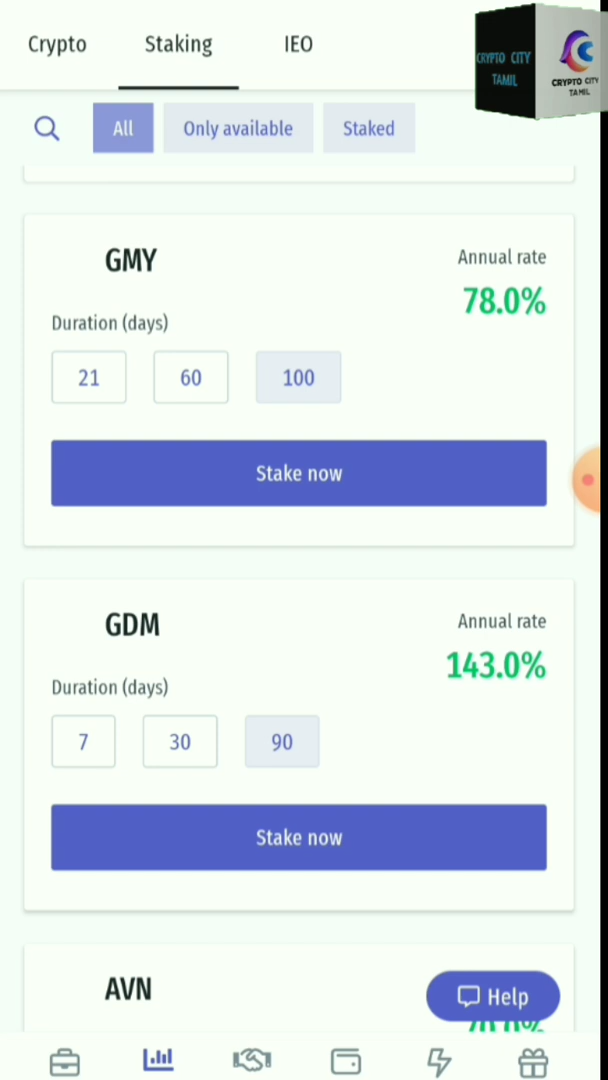 Crypto
Staking
IEO
CRYPTO CITY
TAMIL
CRYPTO CITY
TAMIL
All
Only available
Staked
GMY
Annual rate
78.0%
Duration (days)
21
60
100
Stake now
GDM
Annual rate
143.0%
Duration (days)
7
30
90
Stake now
AVN
Help